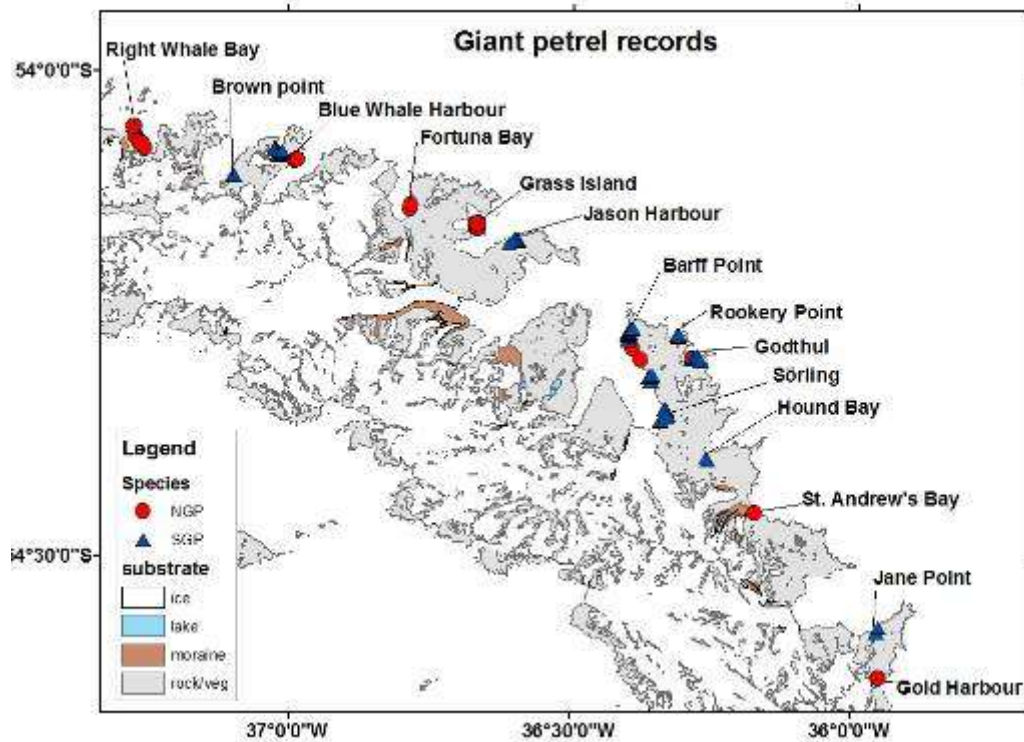 Giant petrel records
Right Whale Bay
54°0'0"S
Brown point
Blue Whale Harbour
Fortuna Bay
Grass Island
Jason Harbour
Barff Point
Rookery Point
Godthul
Sörling
Hound Bay
St. Andrew's Bay
4°30'0"S
Jane Point
Gold Harbour
Legend
Species
NGP
SGP
substrate
ice
lake
moraine
rock/veg
37°0'0"W
36°30'0"W
36°0'0"W